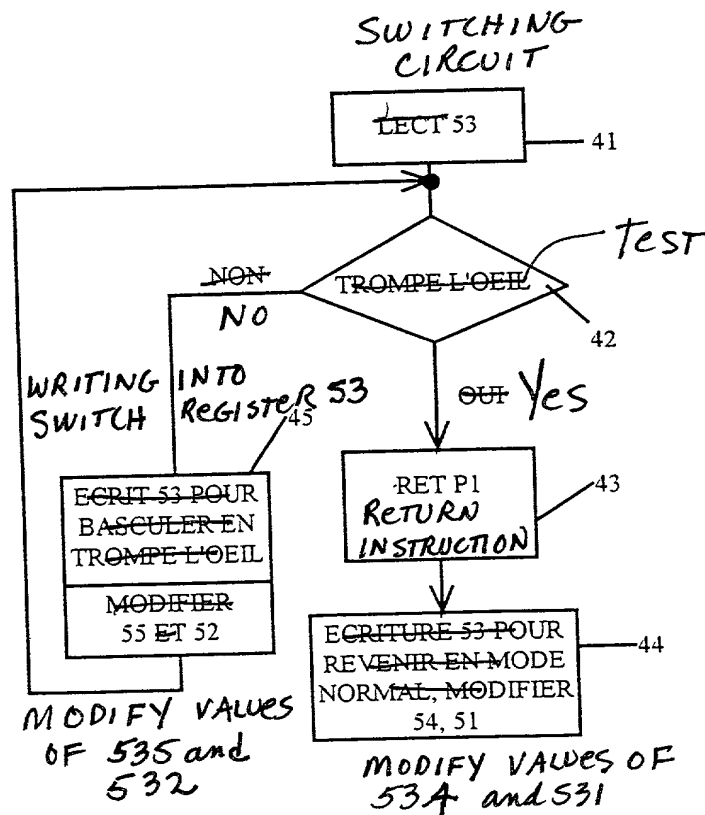 SWITCHING
CIRCUIT
LECT 53
41
TROMPE L'OEIL
TEST
42
NON
NO
OUI Yes
WRITING INTO
SWITCH REGISTER 53
45
ECRIT 53 POUR
BASCULER EN
TROMPE L'OEIL
MODIFIER
55 ET 52
RET P1
RETURN
INSTRUCTION
43
ECRITURE 53 POUR
REVENIR EN MODE
NORMAL, MODIFIER
54, 51
44
MODIFY VALUES
OF 535 and
532
MODIFY VALUES OF
534 and 531